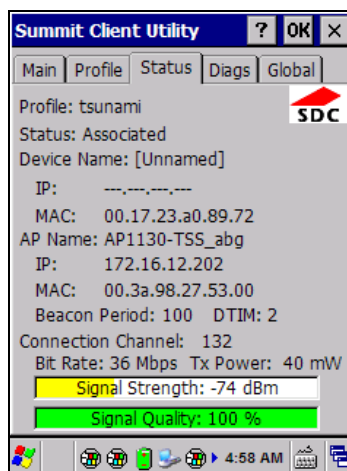 Summit Client Utility ? OK ×
Main Profile Status Diags Global
Profile: tsunami
SDC
Status: Associated
Device Name: [Unnamed]
IP: ---.---.---.---
MAC: 00.17.23.a0.89.72
AP Name: AP1130-TSS_abg
IP: 172.16.12.202
MAC: 00.3a.98.27.53.00
Beacon Period: 100 DTIM: 2
Connection Channel: 132
Bit Rate: 36 Mbps Tx Power: 40 mW
Signal Strength: -74 dBm
Signal Quality: 100 %
4:58 AM